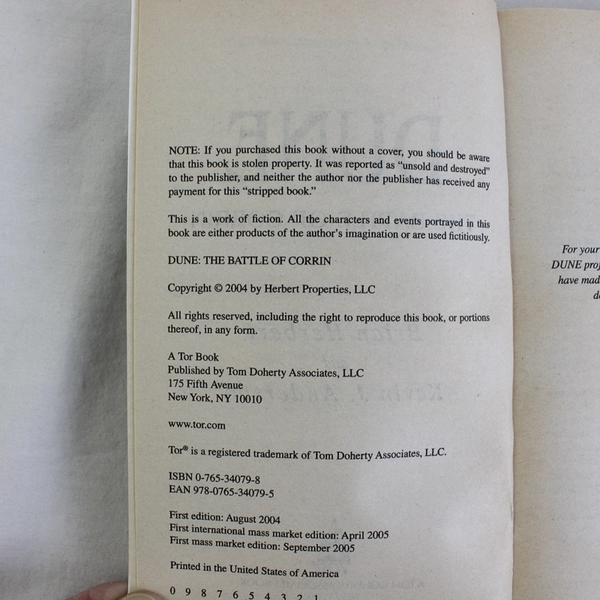 NOTE: If you purchased this book without a cover, you should be aware
that this book is stolen property. It was reported as “unsold and destroyed”
to the publisher, and neither the author nor the publisher has received any
payment for this “stripped book.”
This is a work of fiction. All the characters and events portrayed in this
book are either products of the author’s imagination or are used fictitiously.
DUNE: THE BATTLE OF CORRIN
Copyright © 2004 by Herbert Properties, LLC
All rights reserved, including the right to reproduce this book, or portions
thereof, in any form.
A Tor Book
Published by Tom Doherty Associates, LLC
175 Fifth Avenue
New York, NY 10010
www.tor.com
Tor® is a registered trademark of Tom Doherty Associates, LLC.
ISBN 0-765-34079-8
EAN 978-0765-34079-5
First edition: August 2004
First international mass market edition: April 2005
First mass market edition: September 2005
Printed in the United States of America
0 9 8 7 6 5 4 3 2 1
For your
DUNE proj
have made
d